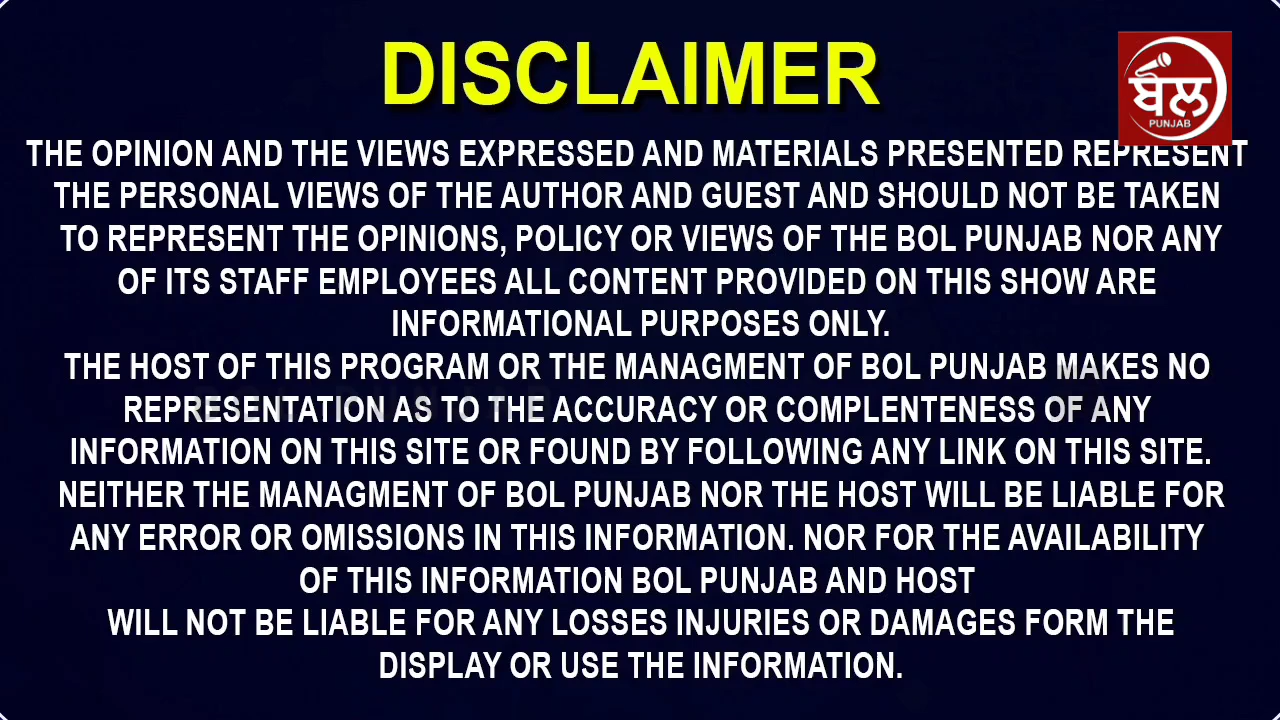 DISCLAIMER
ਬੋਲ
PUNJAB
THE OPINION AND THE VIEWS EXPRESSED AND MATERIALS PRESENTED REPRESENT
THE PERSONAL VIEWS OF THE AUTHOR AND GUEST AND SHOULD NOT BE TAKEN
TO REPRESENT THE OPINIONS, POLICY OR VIEWS OF THE BOL PUNJAB NOR ANY
OF ITS STAFF EMPLOYEES ALL CONTENT PROVIDED ON THIS SHOW ARE
INFORMATIONAL PURPOSES ONLY.
THE HOST OF THIS PROGRAM OR THE MANAGMENT OF BOL PUNJAB MAKES NO
REPRESENTATION AS TO THE ACCURACY OR COMPLENTENESS OF ANY
INFORMATION ON THIS SITE OR FOUND BY FOLLOWING ANY LINK ON THIS SITE.
NEITHER THE MANAGMENT OF BOL PUNJAB NOR THE HOST WILL BE LIABLE FOR
ANY ERROR OR OMISSIONS IN THIS INFORMATION. NOR FOR THE AVAILABILITY
OF THIS INFORMATION BOL PUNJAB AND HOST
WILL NOT BE LIABLE FOR ANY LOSSES INJURIES OR DAMAGES FORM THE
DISPLAY OR USE THE INFORMATION.